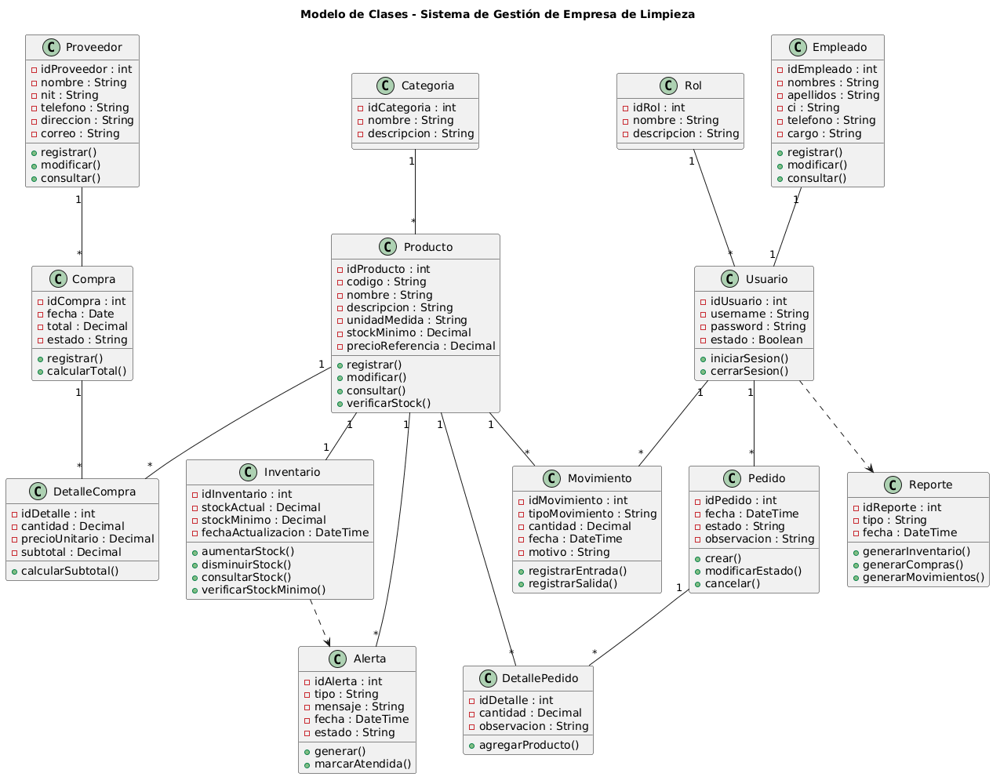 Modelo de Clases - Sistema de Gestión de Empresa de Limpieza
C Proveedor
idProveedor : int
nombre : String
nit : String
telefono : String
direccion : String
correo : String
registrar()
modificar()
consultar()
C Categoria
idCategoria : int
nombre : String
descripcion : String
C Rol
idRol : int
nombre : String
descripcion : String
C Empleado
idEmpleado : int
nombres : String
apellidos : String
ci : String
telefono : String
cargo : String
registrar()
modificar()
consultar()
1
*
1
*
1
*
1
1
C Compra
idCompra : int
fecha : Date
total : Decimal
estado : String
registrar()
calcularTotal()
C Producto
idProducto : int
codigo : String
nombre : String
descripcion : String
unidadMedida : String
stockMinimo : Decimal
precioReferencia : Decimal
registrar()
modificar()
consultar()
verificarStock()
C Usuario
idUsuario : int
username : String
password : String
estado : Boolean
iniciarSesion()
cerrarSesion()
1
*
1
*
1
1
1
*
1
*
1
*
1
*
1
*
C DetalleCompra
idDetalle : int
cantidad : Decimal
precioUnitario : Decimal
subtotal : Decimal
calcularSubtotal()
C Inventario
idInventario : int
stockActual : Decimal
stockMinimo : Decimal
fechaActualizacion : DateTime
aumentarStock()
disminuirStock()
consultarStock()
verificarStockMinimo()
C Movimiento
idMovimiento : int
tipoMovimiento : String
cantidad : Decimal
fecha : DateTime
motivo : String
registrarEntrada()
registrarSalida()
C Pedido
idPedido : int
fecha : DateTime
estado : String
observacion : String
crear()
modificarEstado()
cancelar()
C Reporte
idReporte : int
tipo : String
fecha : DateTime
generarInventario()
generarCompras()
generarMovimientos()
1
*
C Alerta
idAlerta : int
tipo : String
mensaje : String
fecha : DateTime
estado : String
generar()
marcarAtendida()
C DetallePedido
idDetalle : int
cantidad : Decimal
observacion : String
agregarProducto()